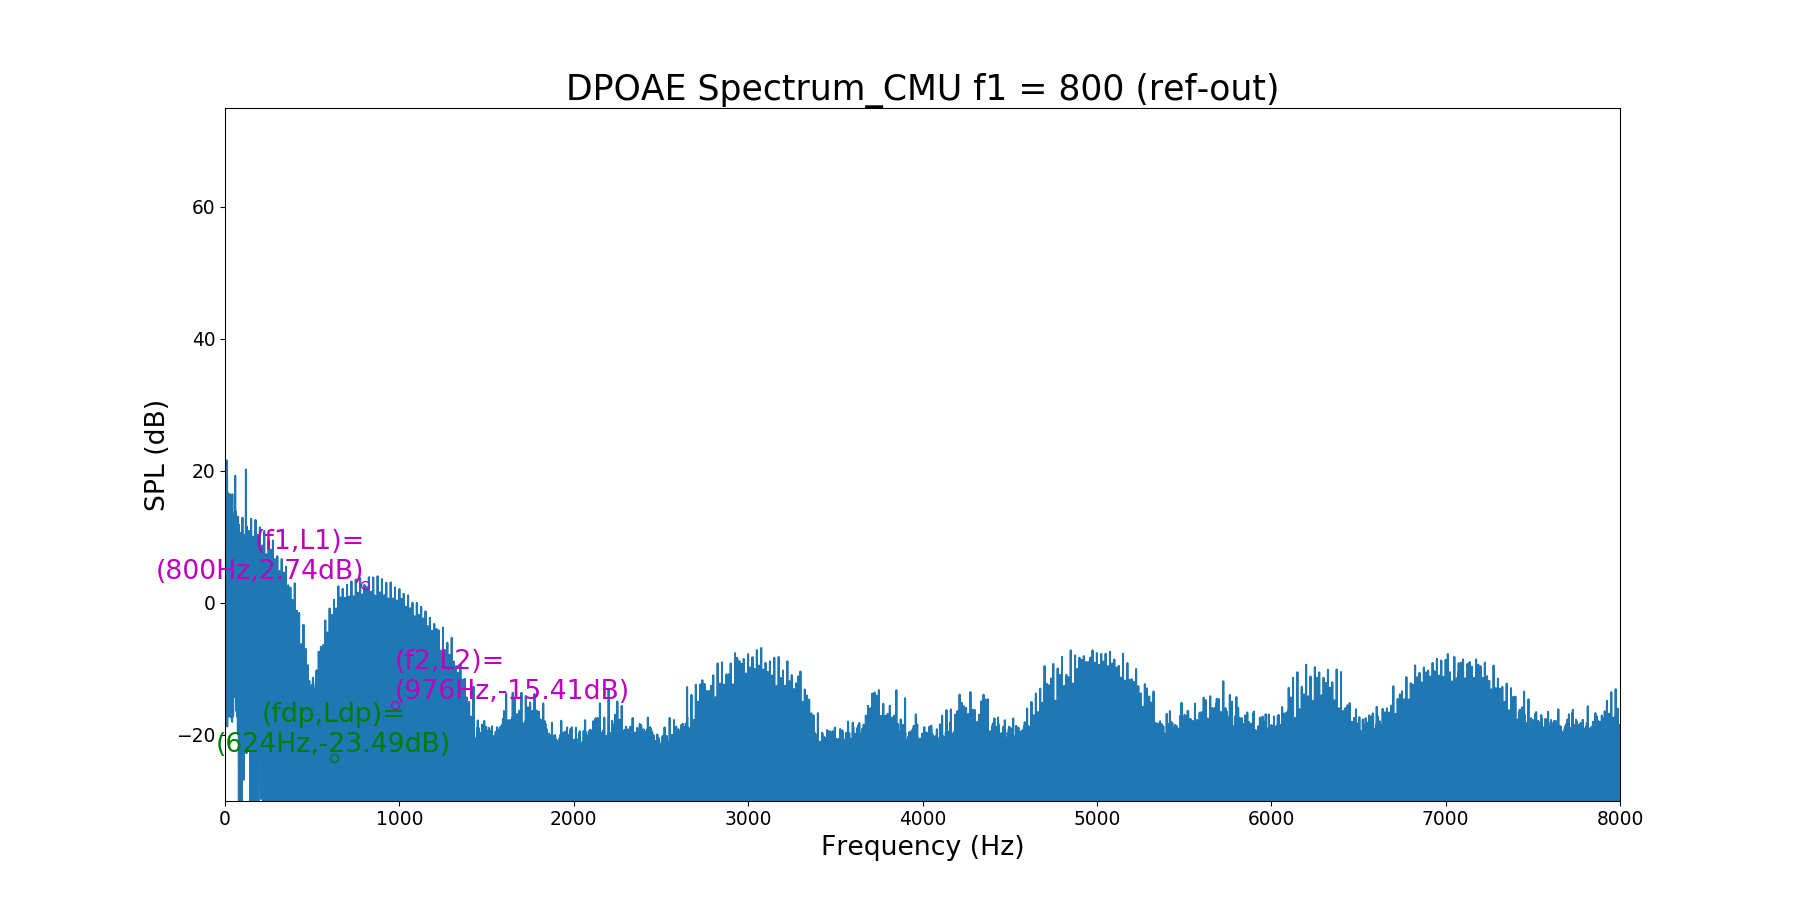 DPOAE Spectrum_CMU f1 = 800 (ref-out)
60
40
20
0
−20
SPL (dB)
(f1,L1)=
(800Hz,2.74dB)
(f2,L2)=
(976Hz,-15.41dB)
(fdp,Ldp)=
(624Hz,-23.49dB)
0 1000 2000 3000 4000 5000 6000 7000 8000
Frequency (Hz)